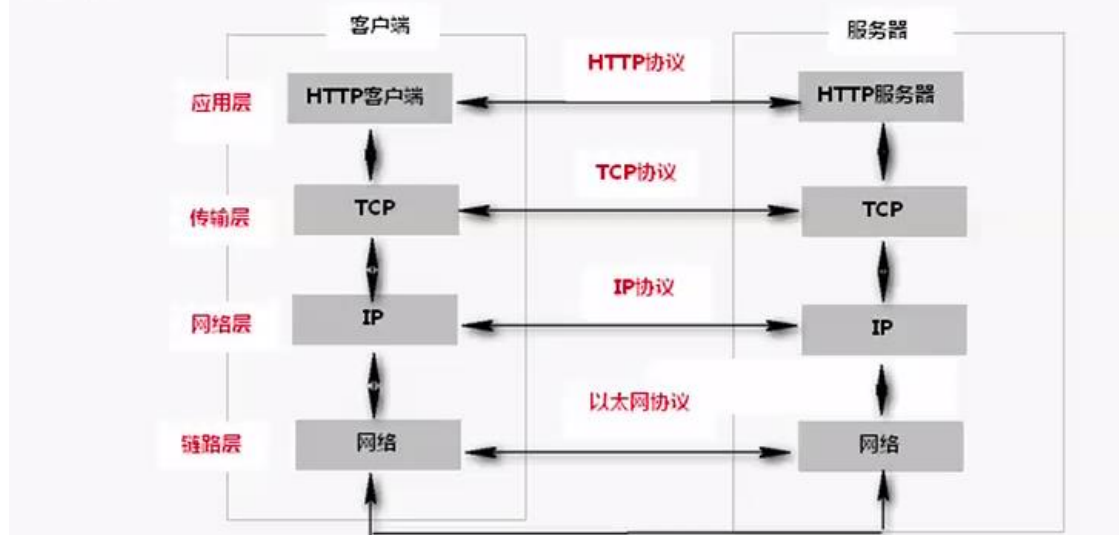 客户端
服务器
HTTP协议
应用层
HTTP客户端
HTTP服务器
TCP协议
传输层
TCP
TCP
IP协议
网络层
IP
IP
以太网协议
链路层
网络
网络